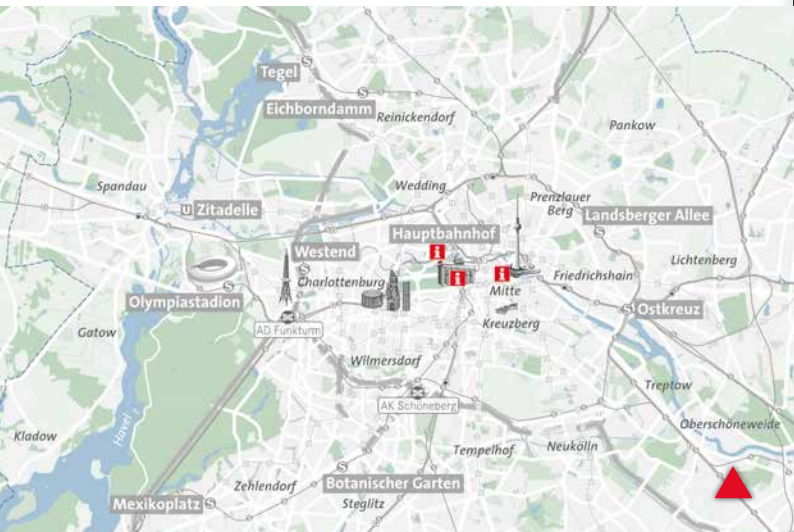 Tegel
S
Eichborndamm
S
Reinickendorf
Pankow
Spandau
Wedding
U Zitadelle
Prenzlauer
Berg
Landsberger Allee
S
Hauptbahnhof
Westend
S
i
Lichtenberg
Charlottenburg
i
i
Friedrichshain
Olympiastadion
S
Mitte
S Ostkreuz
Kreuzberg
AD Funkturm
Gatow
Wilmersdorf
Treptow
AK Schöneberg
Havel
Oberschöneweide
Kladow
Tempelhof
Neukölln
S
Zehlendorf
Botanischer Garten
Mexikoplatz S
Steglitz